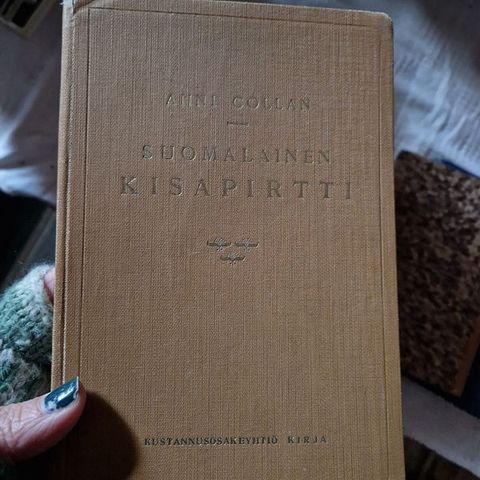 ANNI COLLAN
SUOMALAINEN
KISAPIRTTI
KUSTANNUSOSAKEYHTIÖ KIRJA